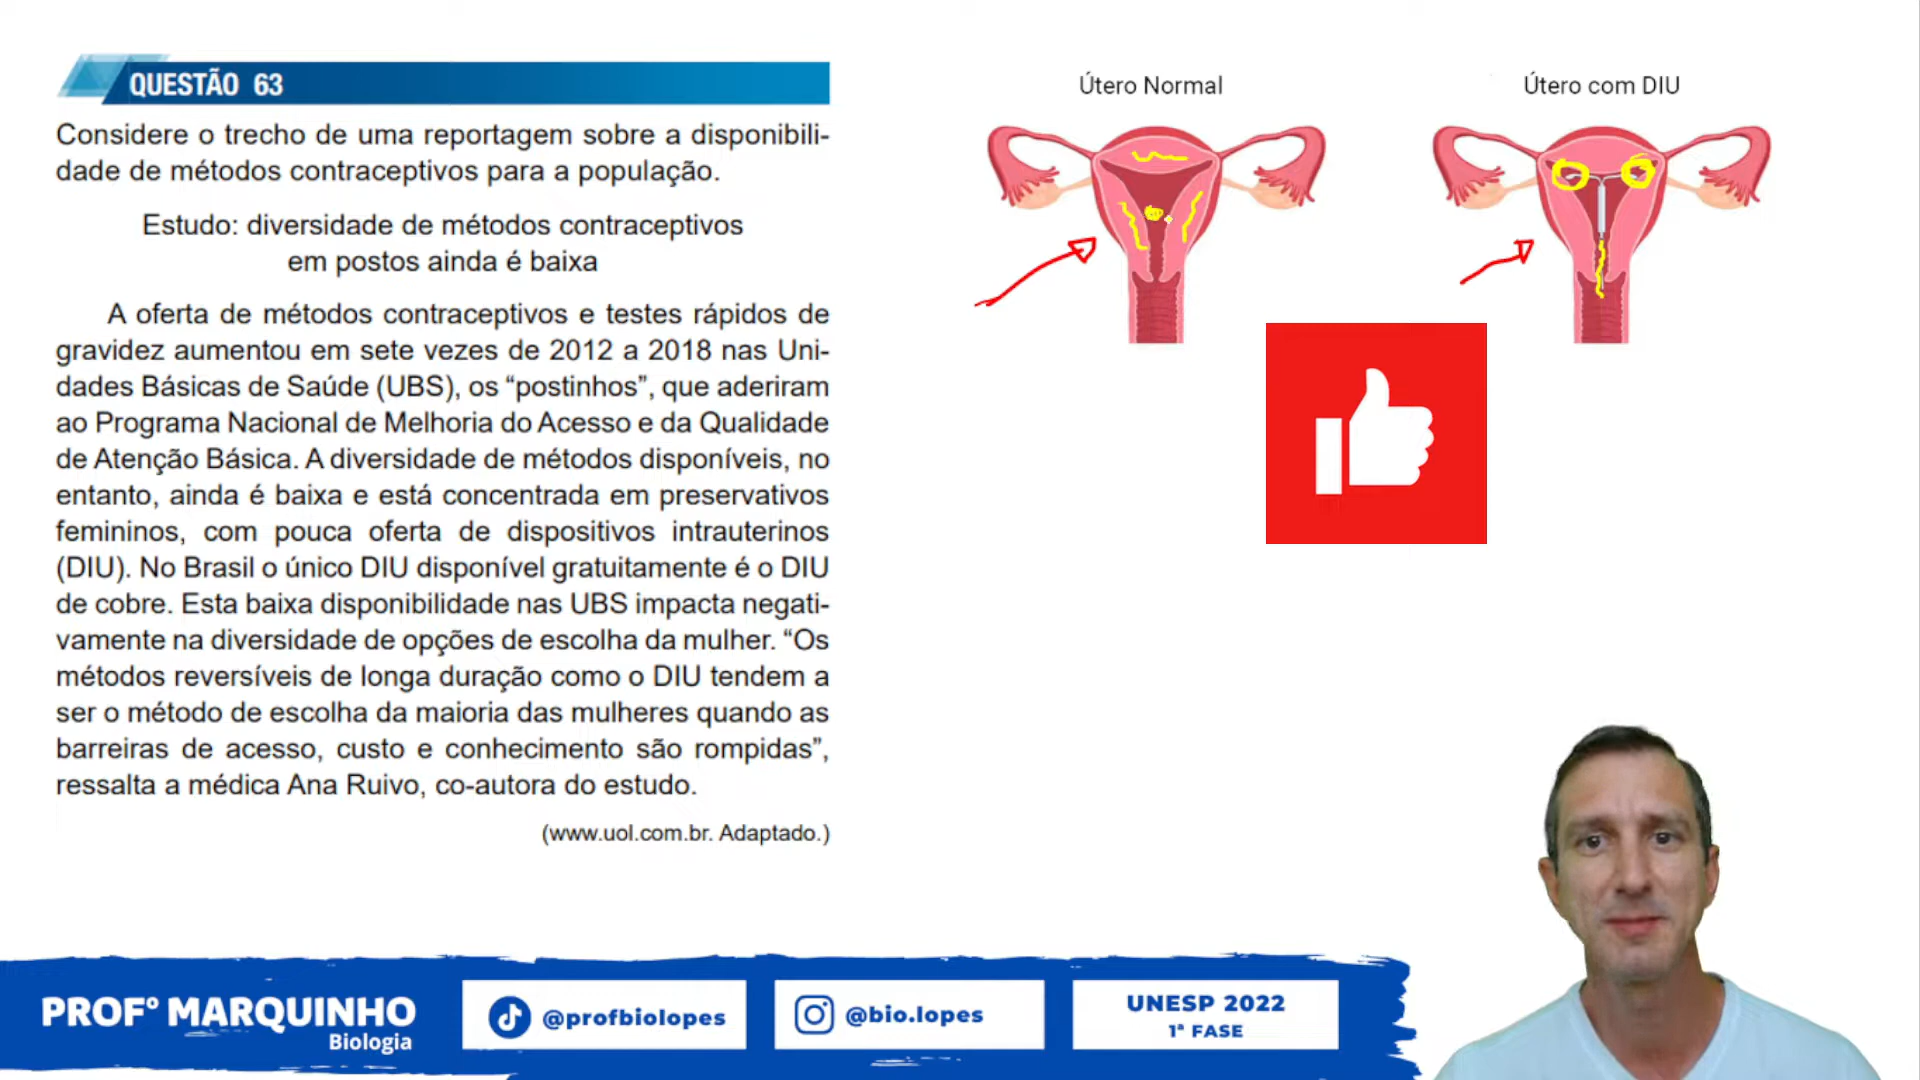 QUESTÃO 63
Considere o trecho de uma reportagem sobre a disponibili-
dade de métodos contraceptivos para a população.
Estudo: diversidade de métodos contraceptivos
em postos ainda é baixa
A oferta de métodos contraceptivos e testes rápidos de
gravidez aumentou em sete vezes de 2012 a 2018 nas Uni-
dades Básicas de Saúde (UBS), os “postinhos”, que aderiram
ao Programa Nacional de Melhoria do Acesso e da Qualidade
de Atenção Básica. A diversidade de métodos disponíveis, no
entanto, ainda é baixa e está concentrada em preservativos
femininos, com pouca oferta de dispositivos intrauterinos
(DIU). No Brasil o único DIU disponível gratuitamente é o DIU
de cobre. Esta baixa disponibilidade nas UBS impacta negati-
vamente na diversidade de opções de escolha da mulher. “Os
métodos reversíveis de longa duração como o DIU tendem a
ser o método de escolha da maioria das mulheres quando as
barreiras de acesso, custo e conhecimento são rompidas”,
ressalta a médica Ana Ruivo, co-autora do estudo.
(www.uol.com.br. Adaptado.)
Útero Normal
Útero com DIU
PROFº MARQUINHO
Biologia
@profbiolopes
@bio.lopes
UNESP 2022
1ª FASE